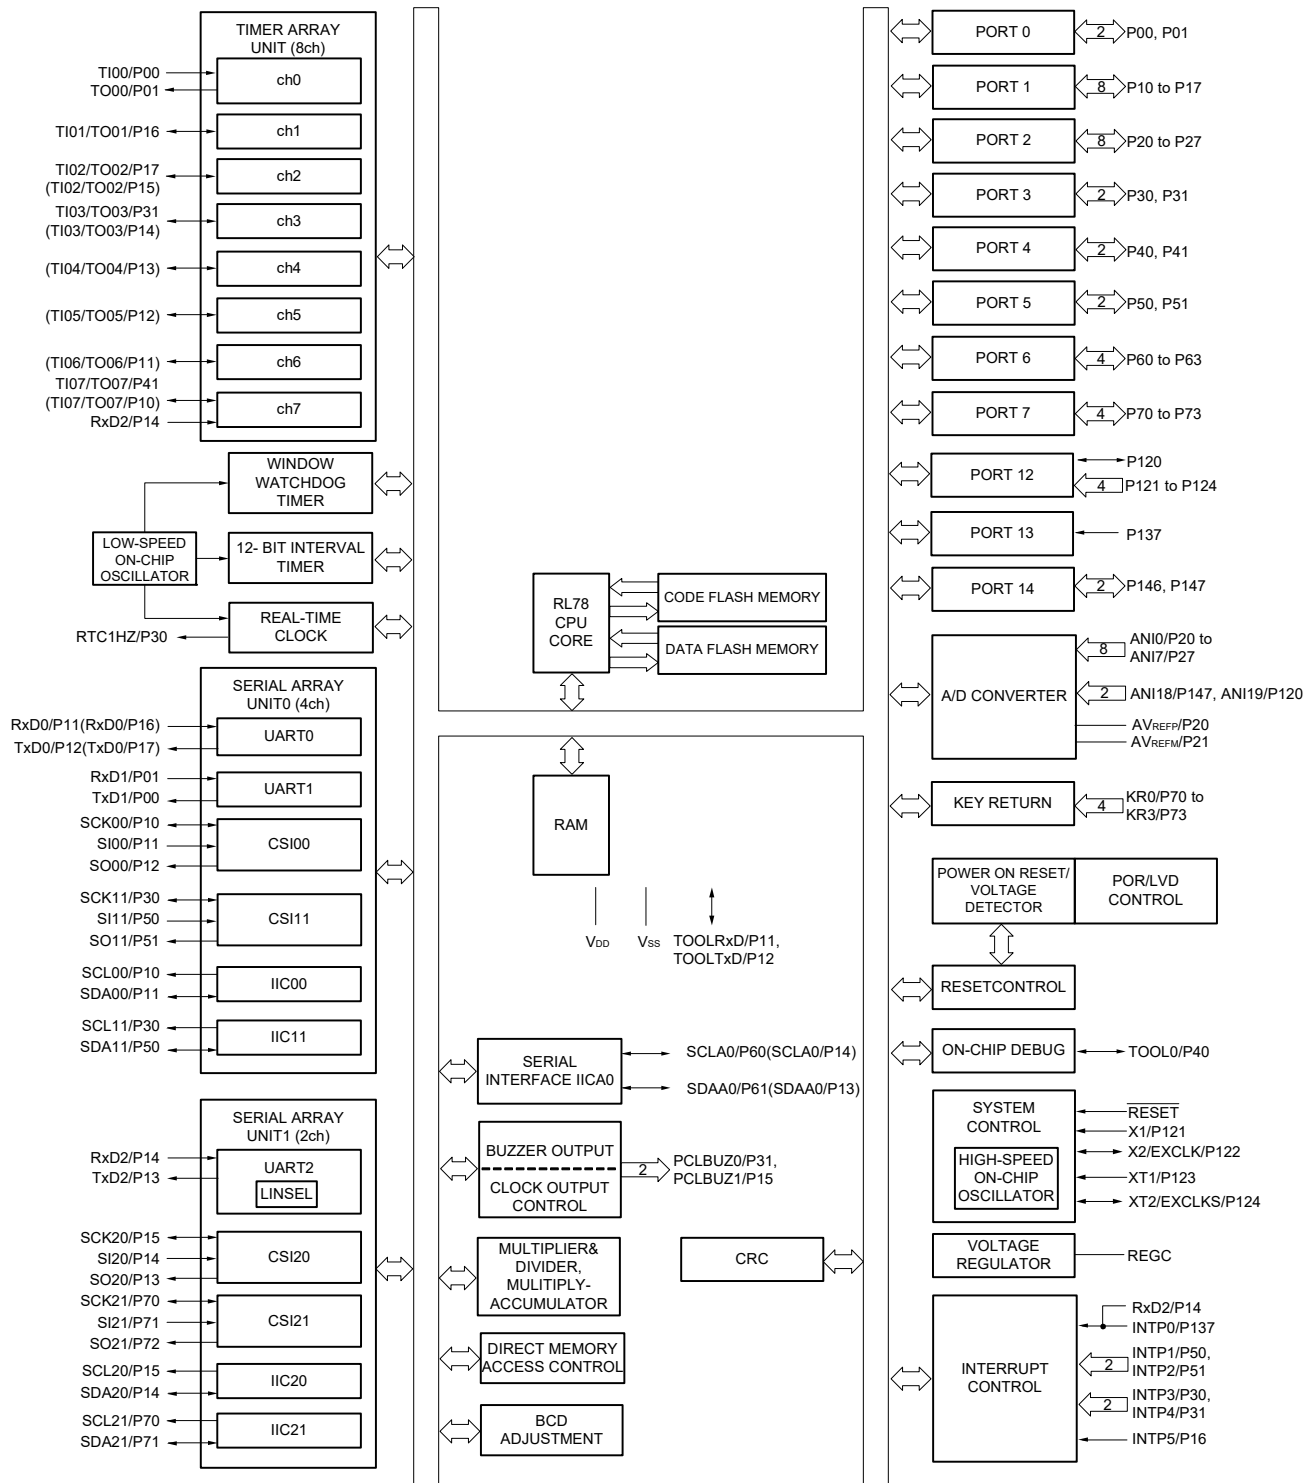 TIMER ARRAY
UNIT (8ch)
TI00/P00
TO00/P01
ch0
TI01/TO01/P16
ch1
TI02/TO02/P17
(TI02/TO02/P15)
ch2
TI03/TO03/P31
(TI03/TO03/P14)
ch3
(TI04/TO04/P13)
ch4
(TI05/TO05/P12)
ch5
(TI06/TO06/P11)
ch6
TI07/TO07/P41
(TI07/TO07/P10)
RxD2/P14
ch7
WINDOW
WATCHDOG
TIMER
LOW-SPEED
ON-CHIP
OSCILLATOR
12- BIT INTERVAL
TIMER
REAL-TIME
CLOCK
RTC1HZ/P30
SERIAL ARRAY
UNIT0 (4ch)
RxD0/P11(RxD0/P16)
TxD0/P12(TxD0/P17)
UART0
RxD1/P01
TxD1/P00
UART1
SCK00/P10
SI00/P11
SO00/P12
CSI00
SCK11/P30
SI11/P50
SO11/P51
CSI11
SCL00/P10
SDA00/P11
IIC00
SCL11/P30
SDA11/P50
IIC11
SERIAL ARRAY
UNIT1 (2ch)
RxD2/P14
TxD2/P13
UART2
LINSEL
SCK20/P15
SI20/P14
SO20/P13
CSI20
SCK21/P70
SI21/P71
SO21/P72
CSI21
SCL20/P15
SDA20/P14
IIC20
SCL21/P70
SDA21/P71
IIC21
RL78
CPU
CORE
CODE FLASH MEMORY
DATA FLASH MEMORY
RAM
VDD
VSS
TOOLRxD/P11,
TOOLTxD/P12
SERIAL
INTERFACE IICA0
SCLA0/P60(SCLA0/P14)
SDAA0/P61(SDAA0/P13)
BUZZER OUTPUT
CLOCK OUTPUT
CONTROL
2
PCLBUZ0/P31,
PCLBUZ1/P15
MULTIPLIER&
DIVIDER,
MULITIPLY-
ACCUMULATOR
CRC
DIRECT MEMORY
ACCESS CONTROL
BCD
ADJUSTMENT
PORT 0
2
P00, P01
PORT 1
8
P10 to P17
PORT 2
8
P20 to P27
PORT 3
2
P30, P31
PORT 4
2
P40, P41
PORT 5
2
P50, P51
PORT 6
4
P60 to P63
PORT 7
4
P70 to P73
PORT 12
P120
4
P121 to P124
PORT 13
P137
PORT 14
2
P146, P147
A/D CONVERTER
8
ANI0/P20 to
ANI7/P27
2
ANI18/P147, ANI19/P120
AVREFP/P20
AVREFM/P21
KEY RETURN
4
KR0/P70 to
KR3/P73
POWER ON RESET/
VOLTAGE
DETECTOR
POR/LVD
CONTROL
RESETCONTROL
ON-CHIP DEBUG
TOOL0/P40
SYSTEM
CONTROL
HIGH-SPEED
ON-CHIP
OSCILLATOR
RESET
X1/P121
X2/EXCLK/P122
XT1/P123
XT2/EXCLKS/P124
VOLTAGE
REGULATOR
REGC
INTERRUPT
CONTROL
RxD2/P14
INTP0/P137
2
INTP1/P50,
INTP2/P51
2
INTP3/P30,
INTP4/P31
INTP5/P16